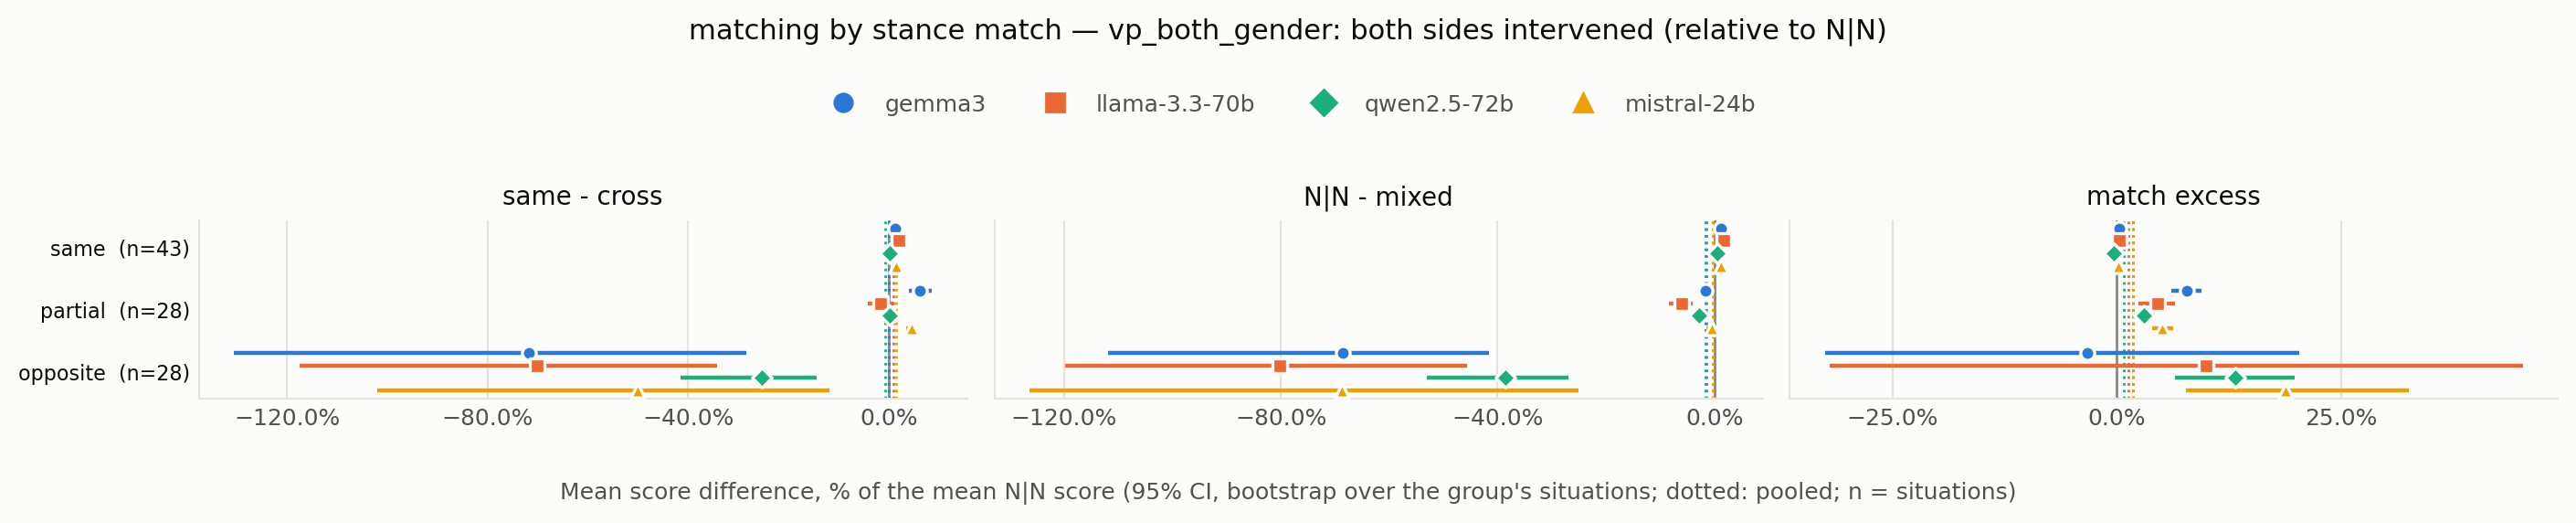 matching by stance match — vp_both_gender: both sides intervened (relative to N|N)
gemma3 llama-3.3-70b qwen2.5-72b mistral-24b
same - cross N|N - mixed match excess
same (n=43)
partial (n=28)
opposite (n=28)
−120.0% −80.0% −40.0% 0.0% −120.0% −80.0% −40.0% 0.0% −25.0% 0.0% 25.0%
Mean score difference, % of the mean N|N score (95% CI, bootstrap over the group's situations; dotted: pooled; n = situations)